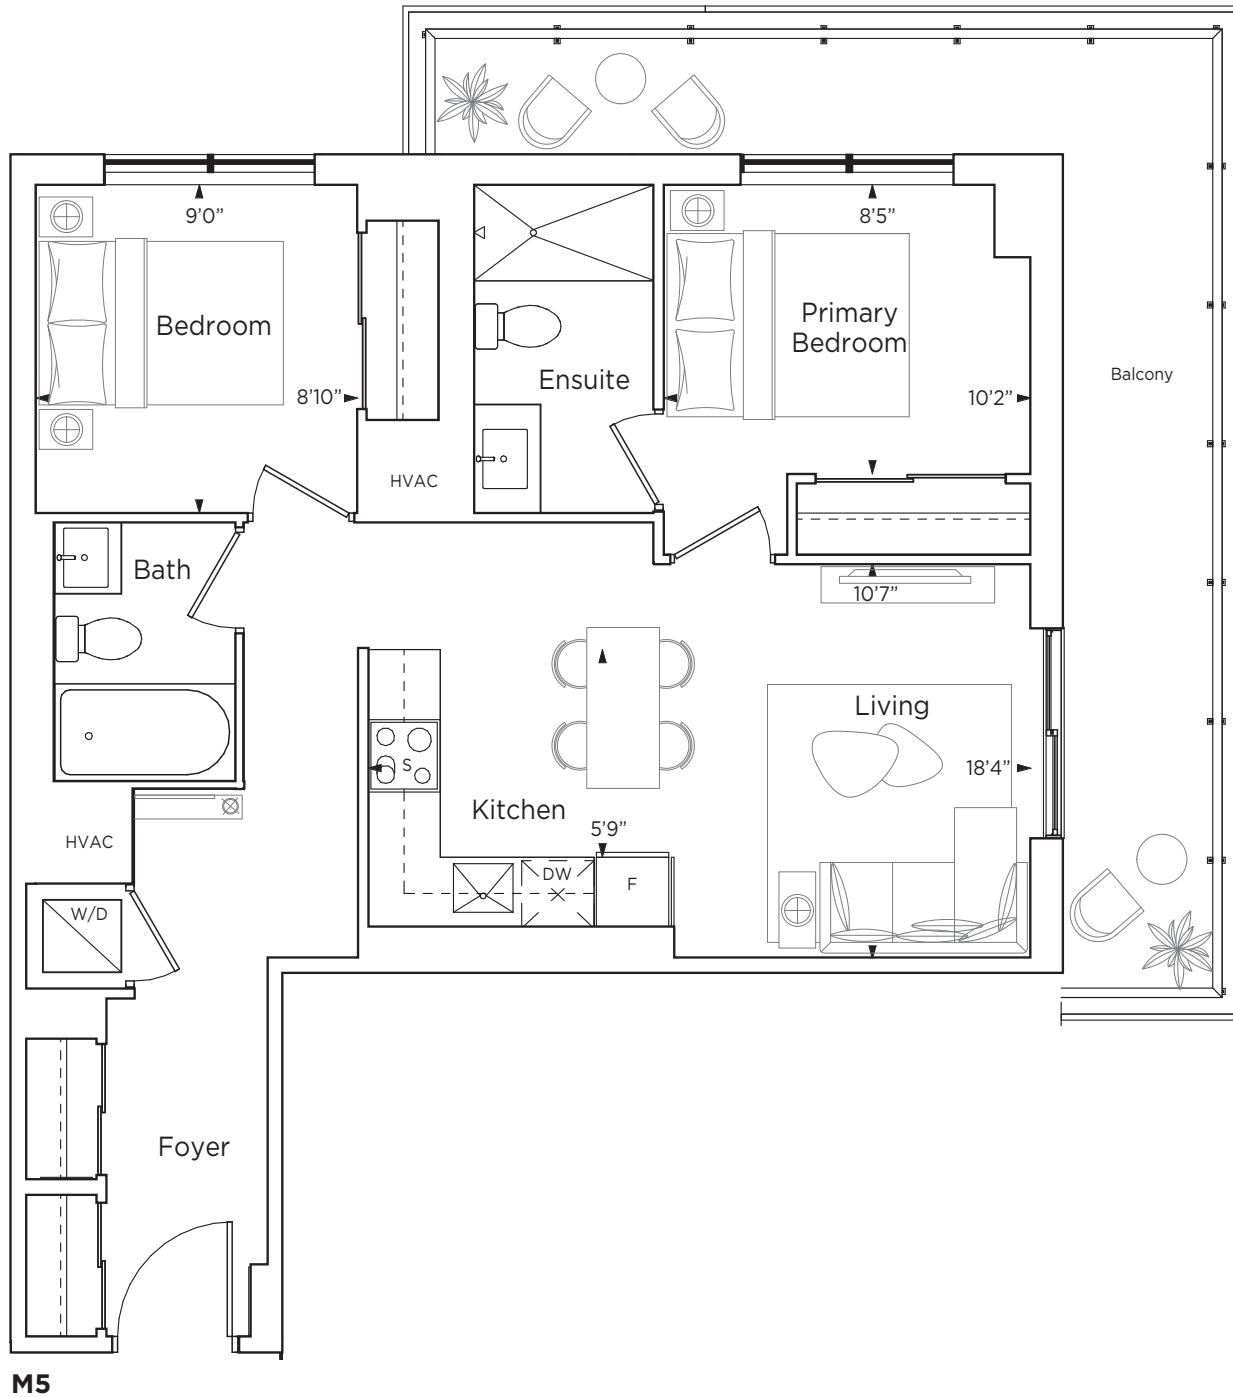 9’0”
8’5”
Bedroom
Primary
Bedroom
Ensuite
Balcony
8’10”
10’2”
HVAC
Bath
10’7”
Living
S
18’4”
Kitchen
5’9”
HVAC
DW
F
W/D
Foyer
M5